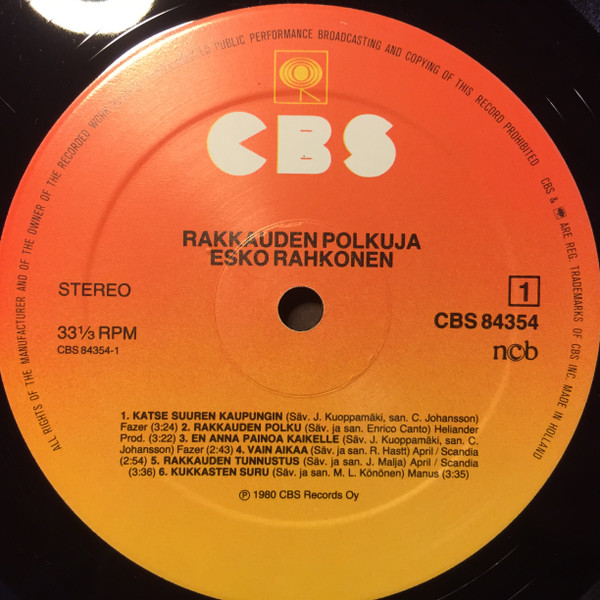 ALL RIGHTS OF THE MANUFACTURER AND OF THE OWNER OF THE RECORDED WORK PUBLIC PERFORMANCE BROADCASTING AND COPYING OF THIS RECORD PROHIBITED
CBS & ARE REG. TRADEMARKS OF CBS INC. MADE IN HOLLAND
CBS
RAKKAUDEN POLKUJA
ESKO RAHKONEN
STEREO
1
33⅓ RPM
CBS 84354
CBS 84354-1
ncb
1. KATSE SUUREN KAUPUNGIN (Säv. J. Kuoppamäki, san. C. Johansson)
Fazer (3:24) 2. RAKKAUDEN POLKU (Säv. ja san. Enrico Canto) Heliander
Prod. (3:22) 3. EN ANNA PAINOA KAIKELLE (Säv. J. Kuoppamäki, san. C.
Johansson) Fazer (2:43) 4. VAIN AIKAA (Säv. ja san. R. Hastt) April / Scandia
(2:54) 5. RAKKAUDEN TUNNUSTUS (Säv. ja san. J. Malja) April / Scandia
(3:36) 6. KUKKASTEN SURU (Säv. ja san. M. L. Könönen) Manus (3:35)
℗ 1980 CBS Records Oy